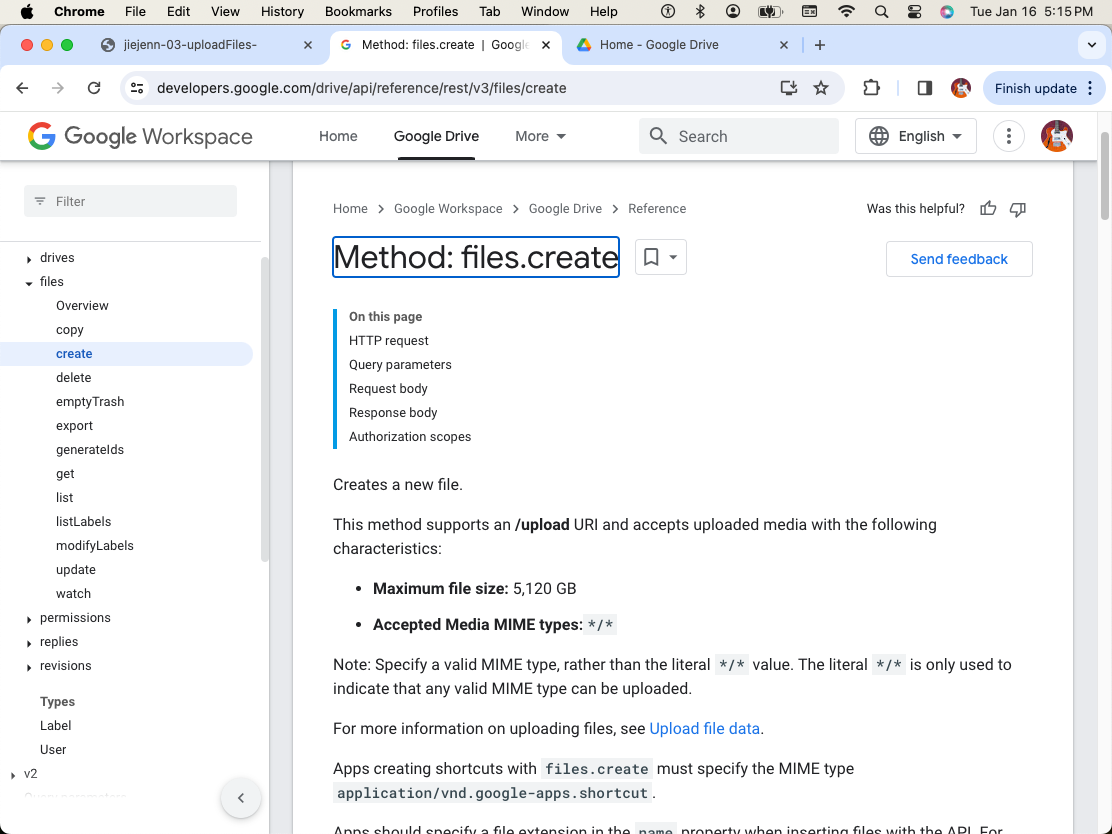 Chrome File Edit View History Bookmarks Profiles Tab Window Help Tue Jan 16 5:15 PM
jiejenn-03-uploadFiles- Method: files.create | Google Home - Google Drive
developers.google.com/drive/api/reference/rest/v3/files/create Finish update
Google Workspace Home Google Drive More Search English
Filter
drives
files
Overview
copy
create
delete
emptyTrash
export
generateIds
get
list
listLabels
modifyLabels
update
watch
permissions
replies
revisions
Types
Label
User
v2
Query parameters
Home > Google Workspace > Google Drive > Reference
Was this helpful?
Method: files.create
Send feedback
On this page
HTTP request
Query parameters
Request body
Response body
Authorization scopes
Creates a new file.
This method supports an /upload URI and accepts uploaded media with the following
characteristics:
• Maximum file size: 5,120 GB
• Accepted Media MIME types: */*
Note: Specify a valid MIME type, rather than the literal */* value. The literal */* is only used to
indicate that any valid MIME type can be uploaded.
For more information on uploading files, see Upload file data.
Apps creating shortcuts with files.create must specify the MIME type
application/vnd.google-apps.shortcut.
Apps should specify a file extension in the name property when inserting files with the API. For